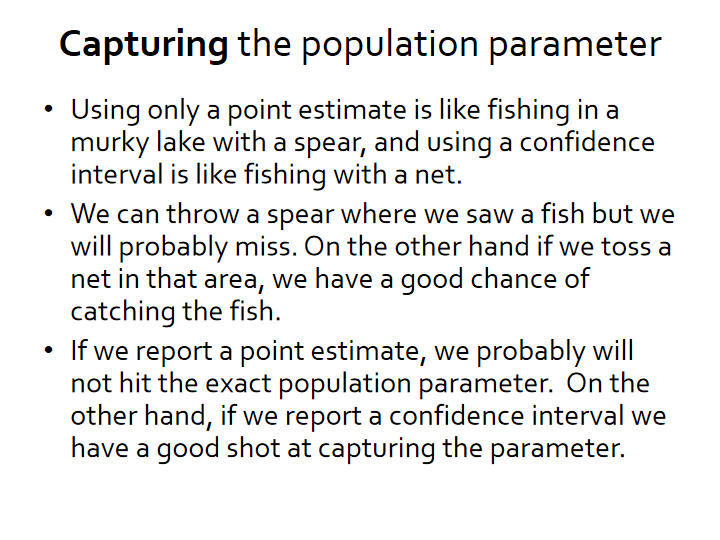 Capturing the population parameter
• Using only a point estimate is like fishing in a
murky lake with a spear, and using a confidence
interval is like fishing with a net.
• We can throw a spear where we saw a fish but we
will probably miss. On the other hand if we toss a
net in that area, we have a good chance of
catching the fish.
• If we report a point estimate, we probably will
not hit the exact population parameter.  On the
other hand, if we report a confidence interval we
have a good shot at capturing the parameter.